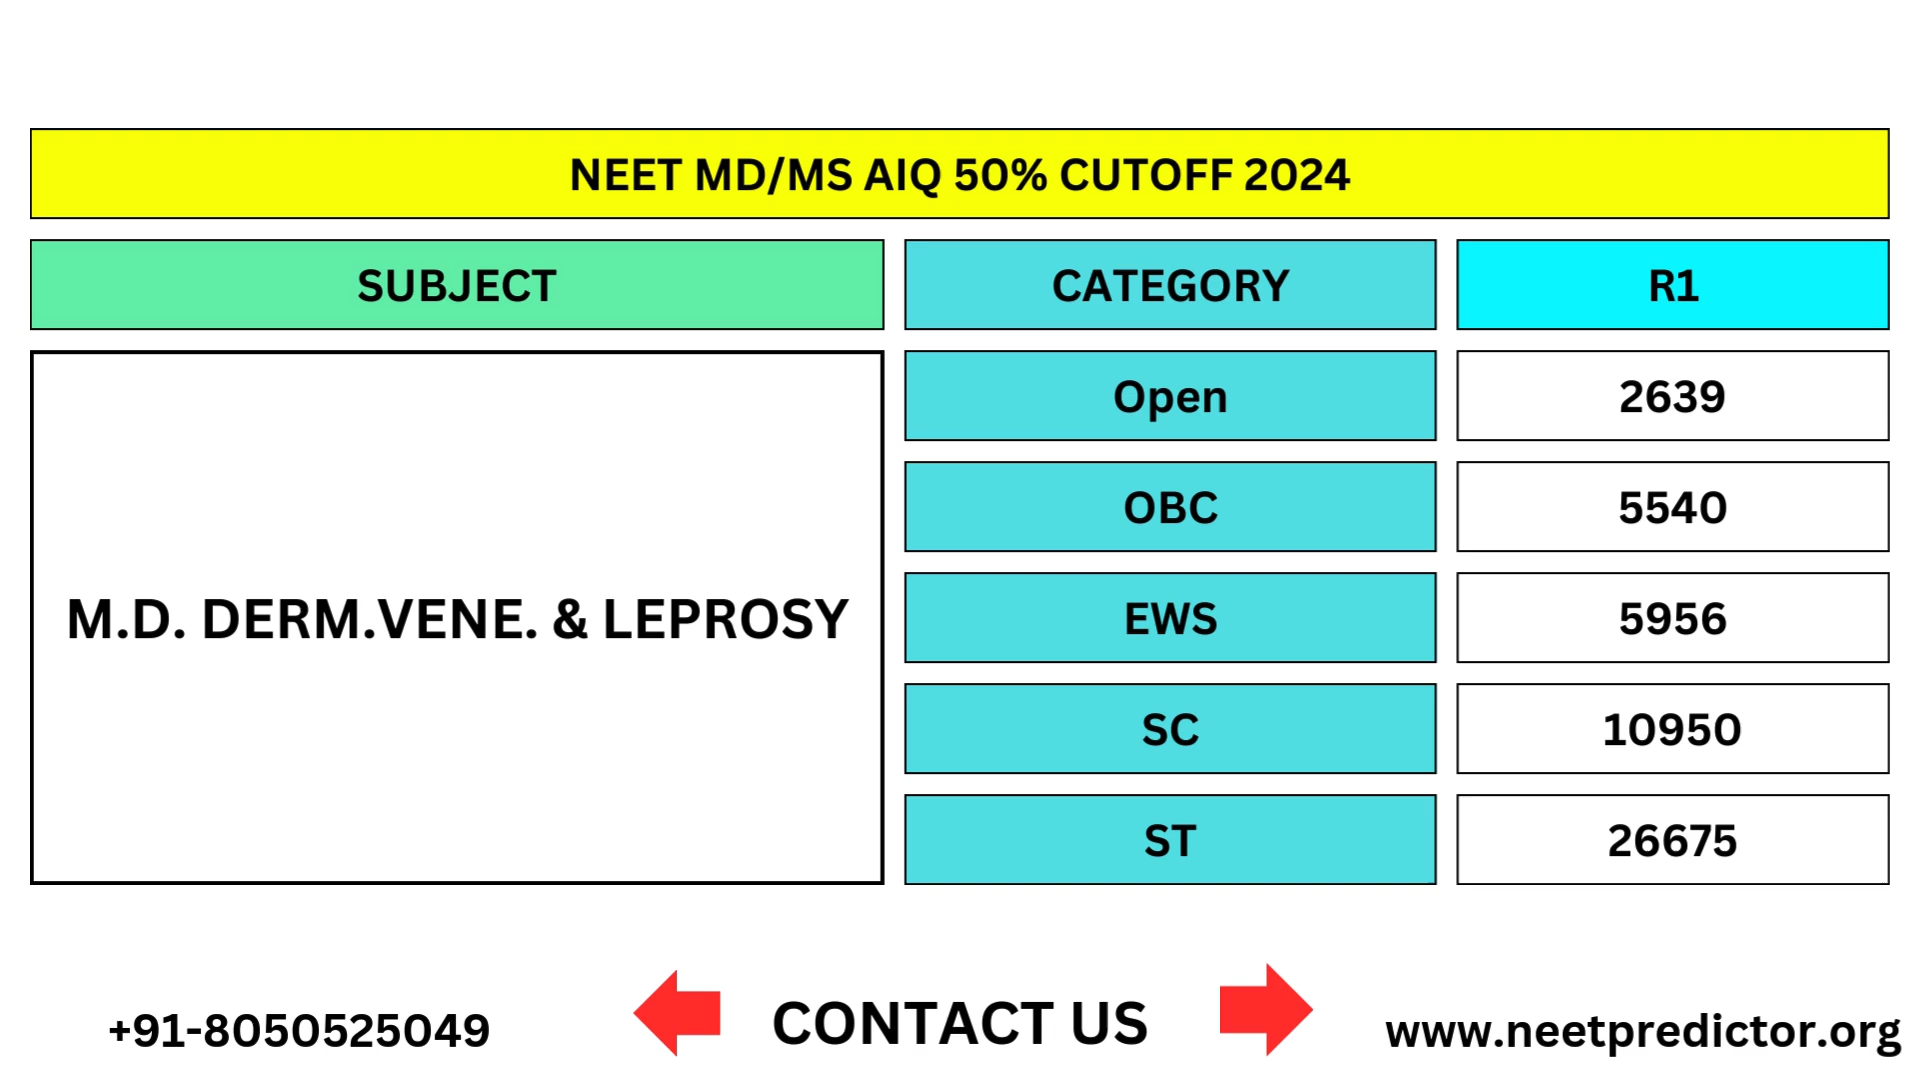 NEET MD/MS AIQ 50% CUTOFF 2024
SUBJECT CATEGORY R1
M.D. DERM.VENE. & LEPROSY
Open 2639
OBC 5540
EWS 5956
SC 10950
ST 26675
+91-8050525049 CONTACT US www.neetpredictor.org